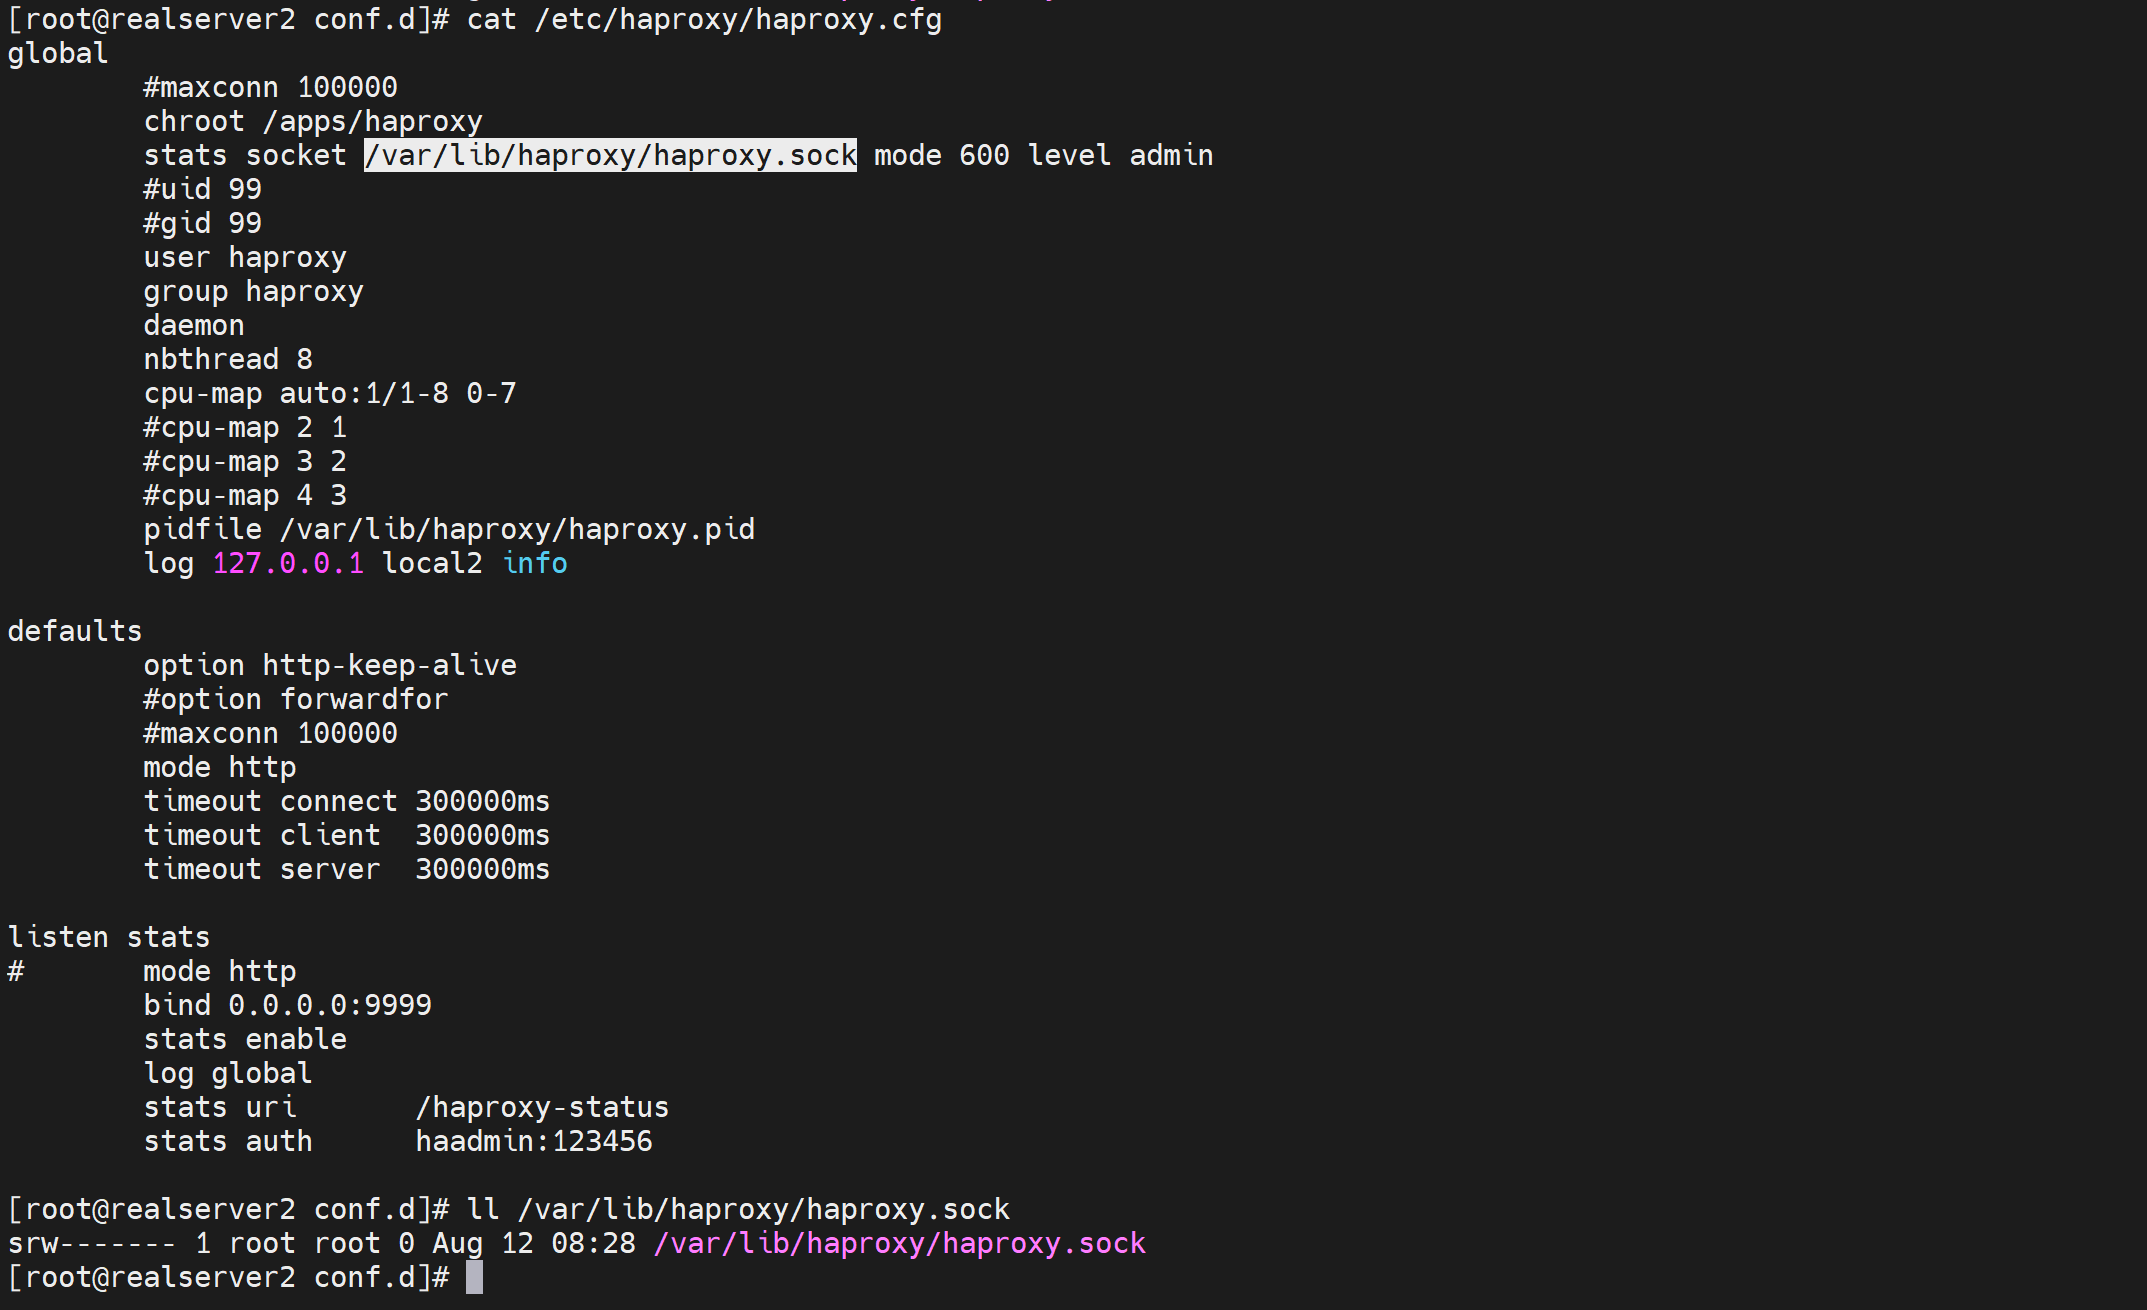 [root@realserver2 conf.d]# cat /etc/haproxy/haproxy.cfg
global
        #maxconn 100000
        chroot /apps/haproxy
        stats socket /var/lib/haproxy/haproxy.sock mode 600 level admin
        #uid 99
        #gid 99
        user haproxy
        group haproxy
        daemon
        nbthread 8
        cpu-map auto:1/1-8 0-7
        #cpu-map 2 1
        #cpu-map 3 2
        #cpu-map 4 3
        pidfile /var/lib/haproxy/haproxy.pid
        log 127.0.0.1 local2 info

defaults
        option http-keep-alive
        #option forwardfor
        #maxconn 100000
        mode http
        timeout connect 300000ms
        timeout client  300000ms
        timeout server  300000ms

listen stats
#       mode http
        bind 0.0.0.0:9999
        stats enable
        log global
        stats uri       /haproxy-status
        stats auth      haadmin:123456

[root@realserver2 conf.d]# ll /var/lib/haproxy/haproxy.sock
srw------- 1 root root 0 Aug 12 08:28 /var/lib/haproxy/haproxy.sock
[root@realserver2 conf.d]#